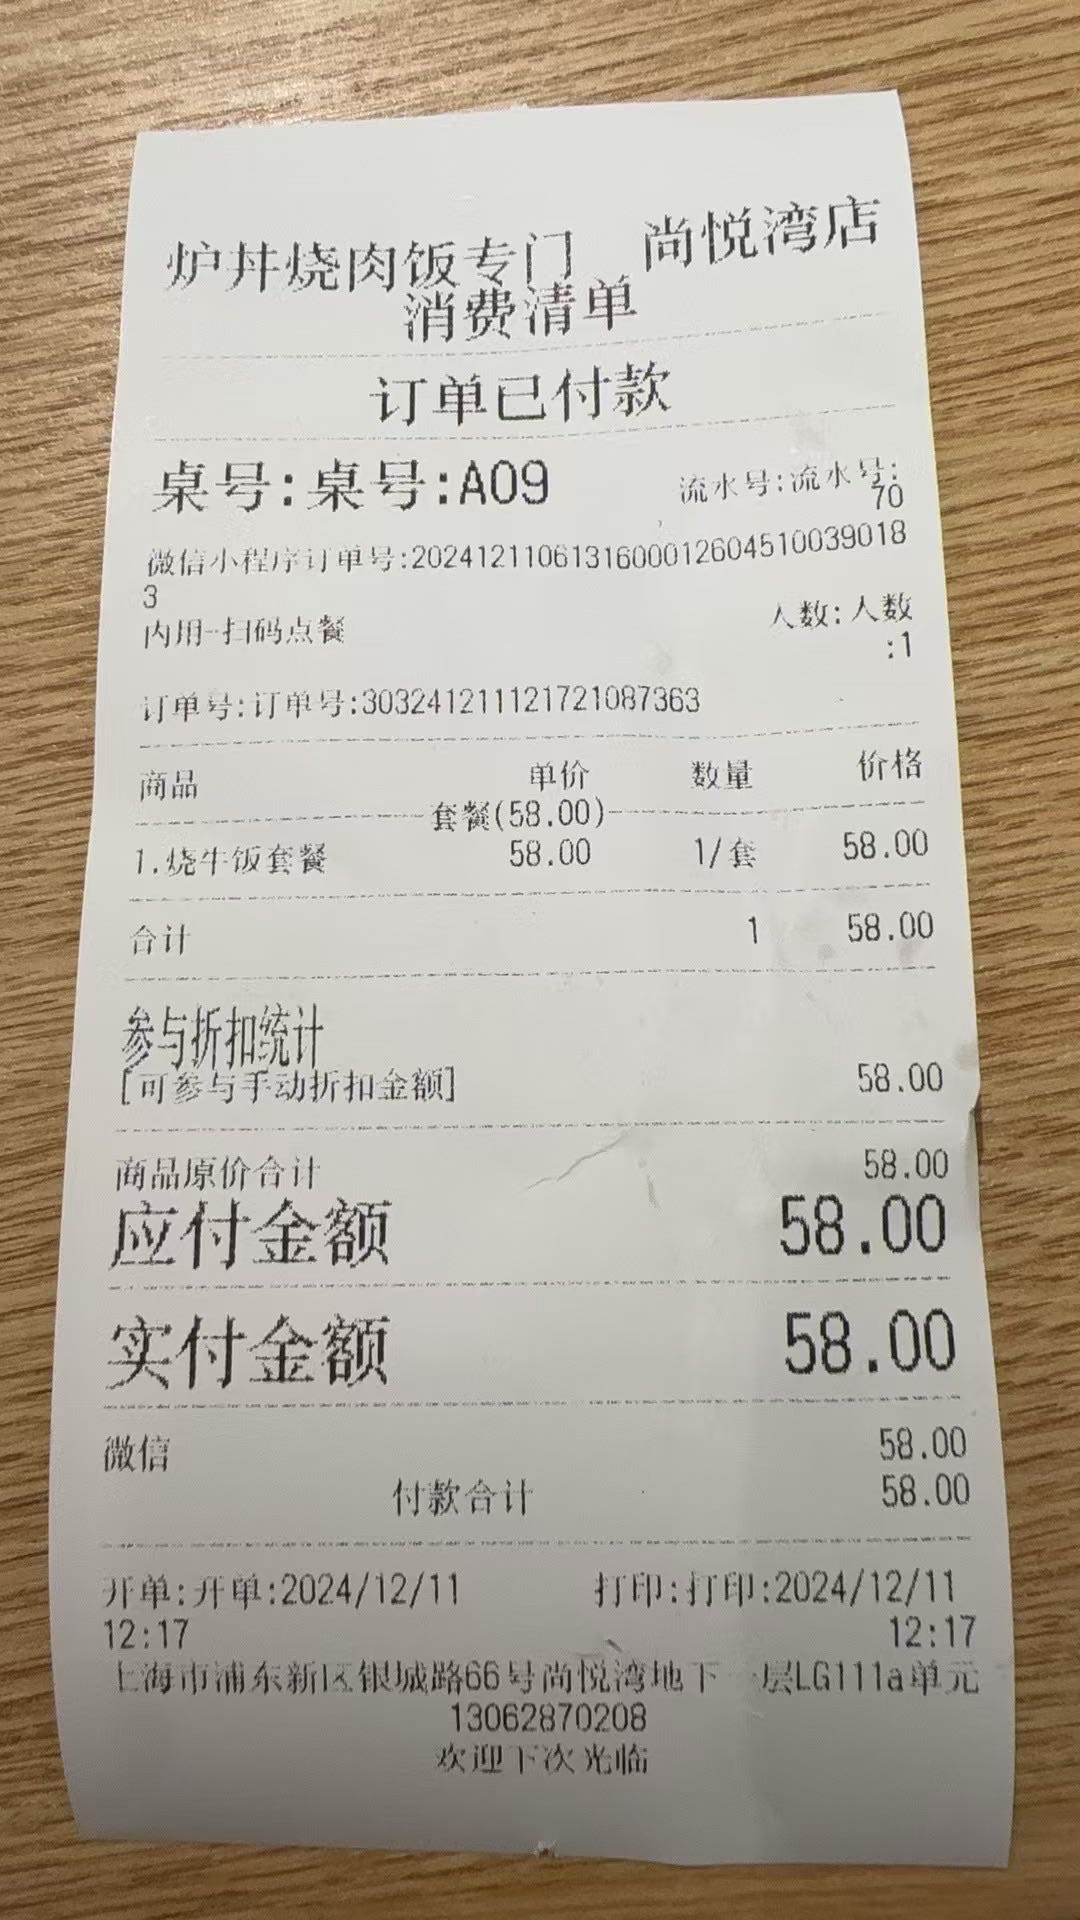 炉丼烧肉饭专门 尚悦湾店
消费清单
订单已付款
桌号:桌号:A09 流水号:流水号:
70
微信小程序订单号:202412110613160001260451003901​8
3
内用-扫码点餐 人数:人数
:1
订单号:订单号:3032412111217210873​63
商品 单价 数量 价格
套餐(58.00)
1.烧牛饭套餐 58.00 1/套 58.00
合计 1 58.00
参与折扣统计
[可参与手动折扣金额] 58.00
商品原价合计 58.00
应付金额 58.00
实付金额 58.00
微信 58.00
付款合计 58.00
开单:开单:2024/12/11 打印:打印:2024/12/11
12:17 12:17
上海市浦东新区银城路66号尚悦湾地下一层LG111a单元
13062870208
欢迎下次光临